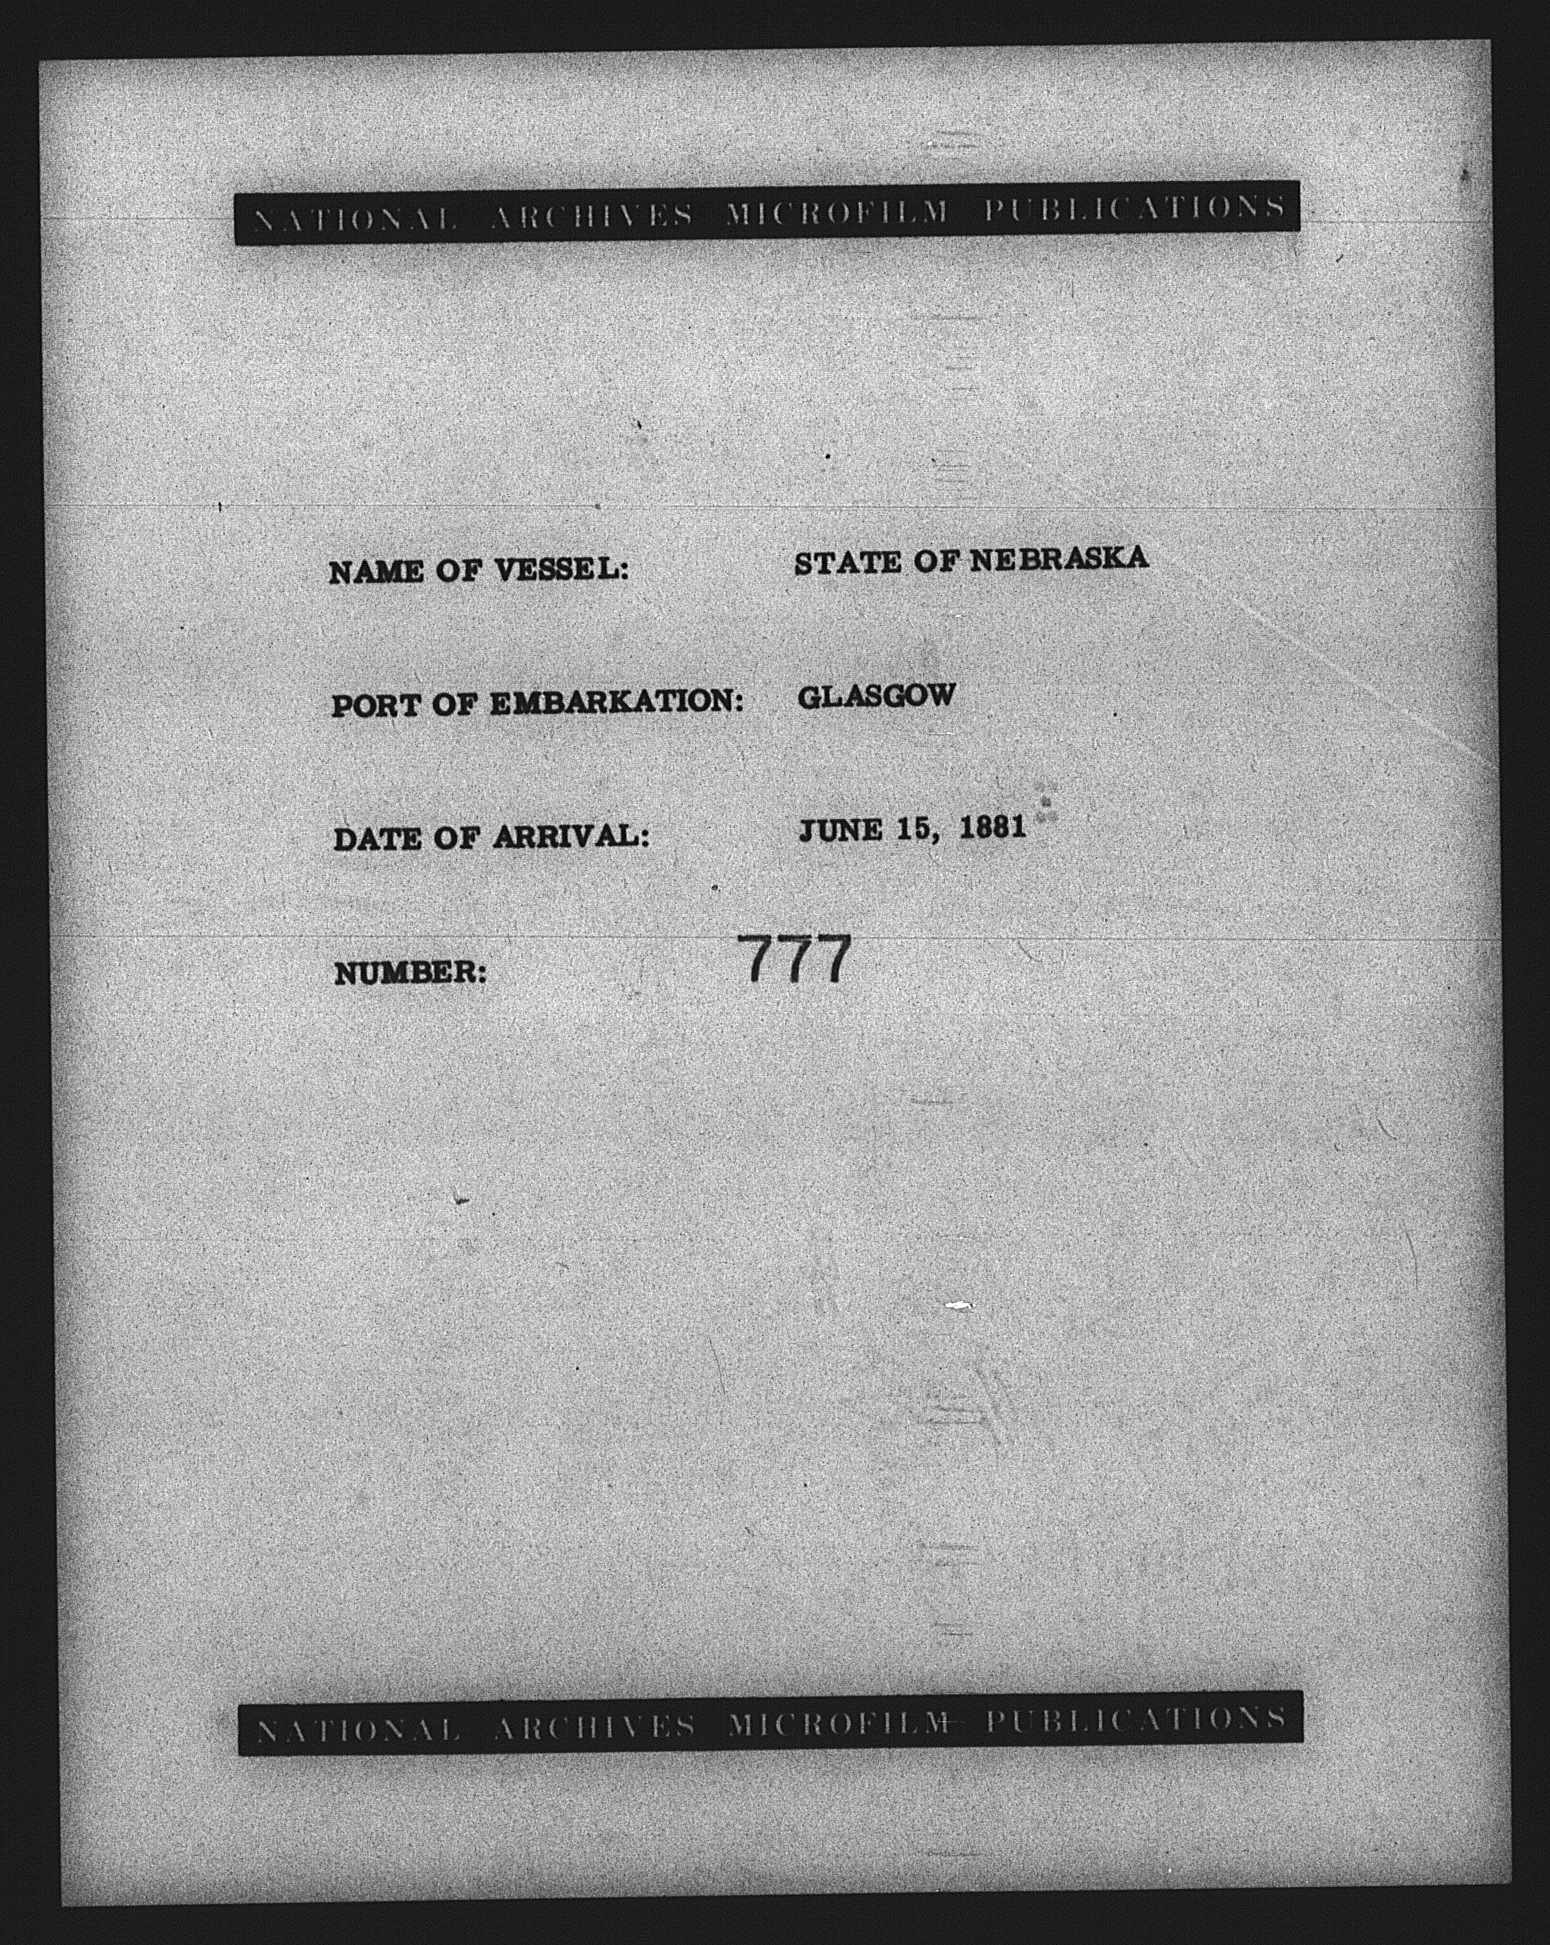 NATIONAL ARCHIVES MICROFILM PUBLICATIONS
NAME OF VESSEL: STATE OF NEBRASKA
PORT OF EMBARKATION: GLASGOW
DATE OF ARRIVAL: JUNE 15, 1881
NUMBER: 777
NATIONAL ARCHIVES MICROFILM PUBLICATIONS